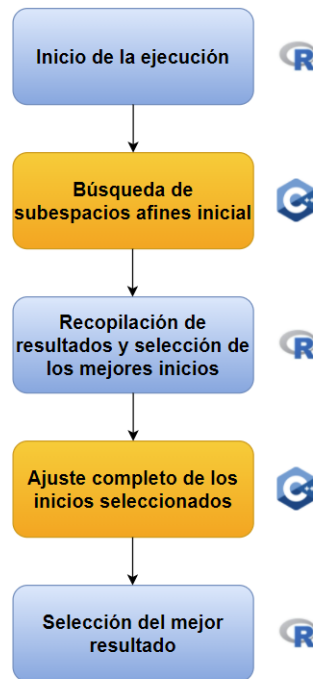 Inicio de la ejecución
R
Búsqueda de
subespacios afines inicial
C
Recopilación de
resultados y selección de
los mejores inicios
R
Ajuste completo de los
inicios seleccionados
C
Selección del mejor
resultado
R